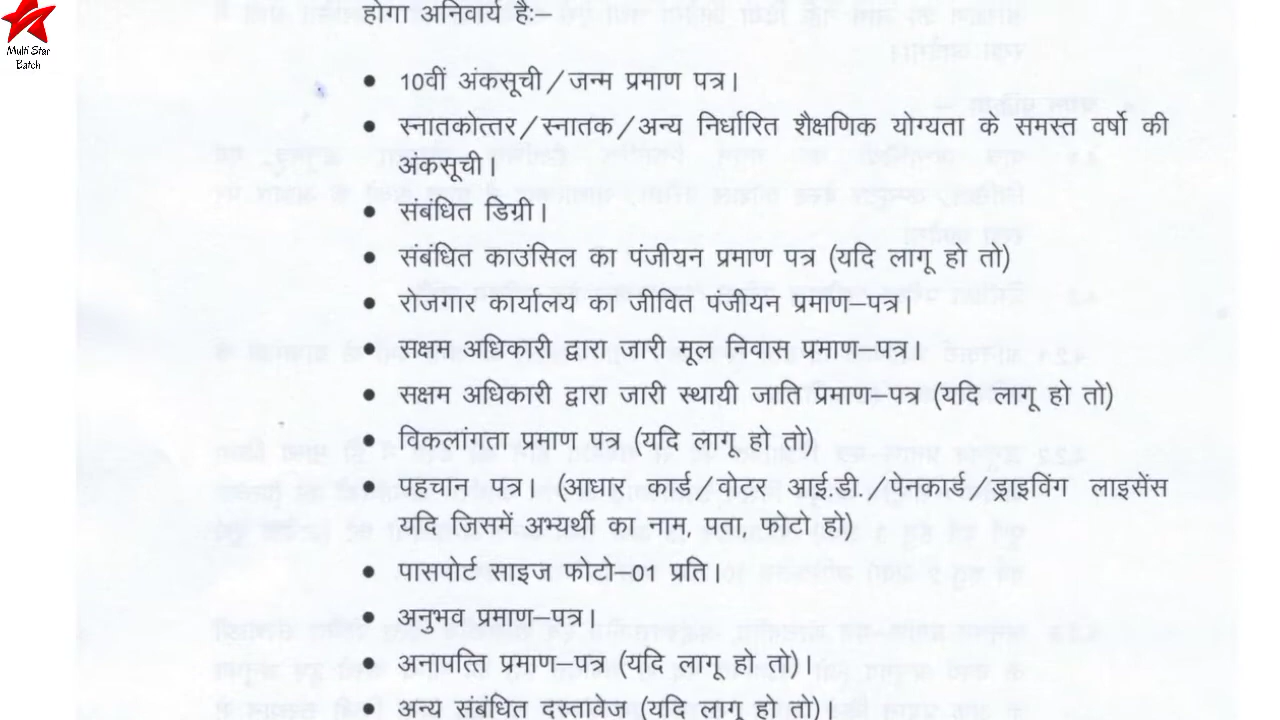 Multi Star
Batch
होगा अनिवार्य हैः–
• 10वीं अंकसूची/जन्म प्रमाण पत्र।
• स्नातकोत्तर/स्नातक/अन्य निर्धारित शैक्षणिक योग्यता के समस्त वर्षो की
अंकसूची।
• संबंधित डिग्री।
• संबंधित काउंसिल का पंजीयन प्रमाण पत्र (यदि लागू हो तो)
• रोजगार कार्यालय का जीवित पंजीयन प्रमाण–पत्र।
• सक्षम अधिकारी द्वारा जारी मूल निवास प्रमाण–पत्र।
• सक्षम अधिकारी द्वारा जारी स्थायी जाति प्रमाण–पत्र (यदि लागू हो तो)
• विकलांगता प्रमाण पत्र (यदि लागू हो तो)
• पहचान पत्र। (आधार कार्ड/वोटर आई.डी./पेनकार्ड/ड्राइविंग लाइसेंस
यदि जिसमें अभ्यर्थी का नाम, पता, फोटो हो)
• पासपोर्ट साइज फोटो–01 प्रति।
• अनुभव प्रमाण–पत्र।
• अनापत्ति प्रमाण–पत्र (यदि लागू हो तो)।
• अन्य संबंधित दस्तावेज (यदि लागू हो तो)।